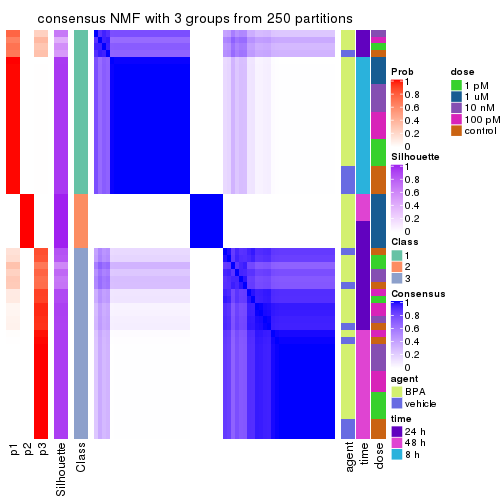 consensus NMF with 3 groups from 250 partitions
Prob
1
0.8
0.6
0.4
0.2
0
Silhouette
1
0.8
0.6
0.4
0.2
0
Class
1
2
3
Consensus
1
0.8
0.6
0.4
0.2
0
agent
BPA
vehicle
time
24 h
48 h
8 h
dose
1 pM
1 uM
10 nM
100 pM
control
p1
p2
p3
Silhouette
Class
agent
time
dose